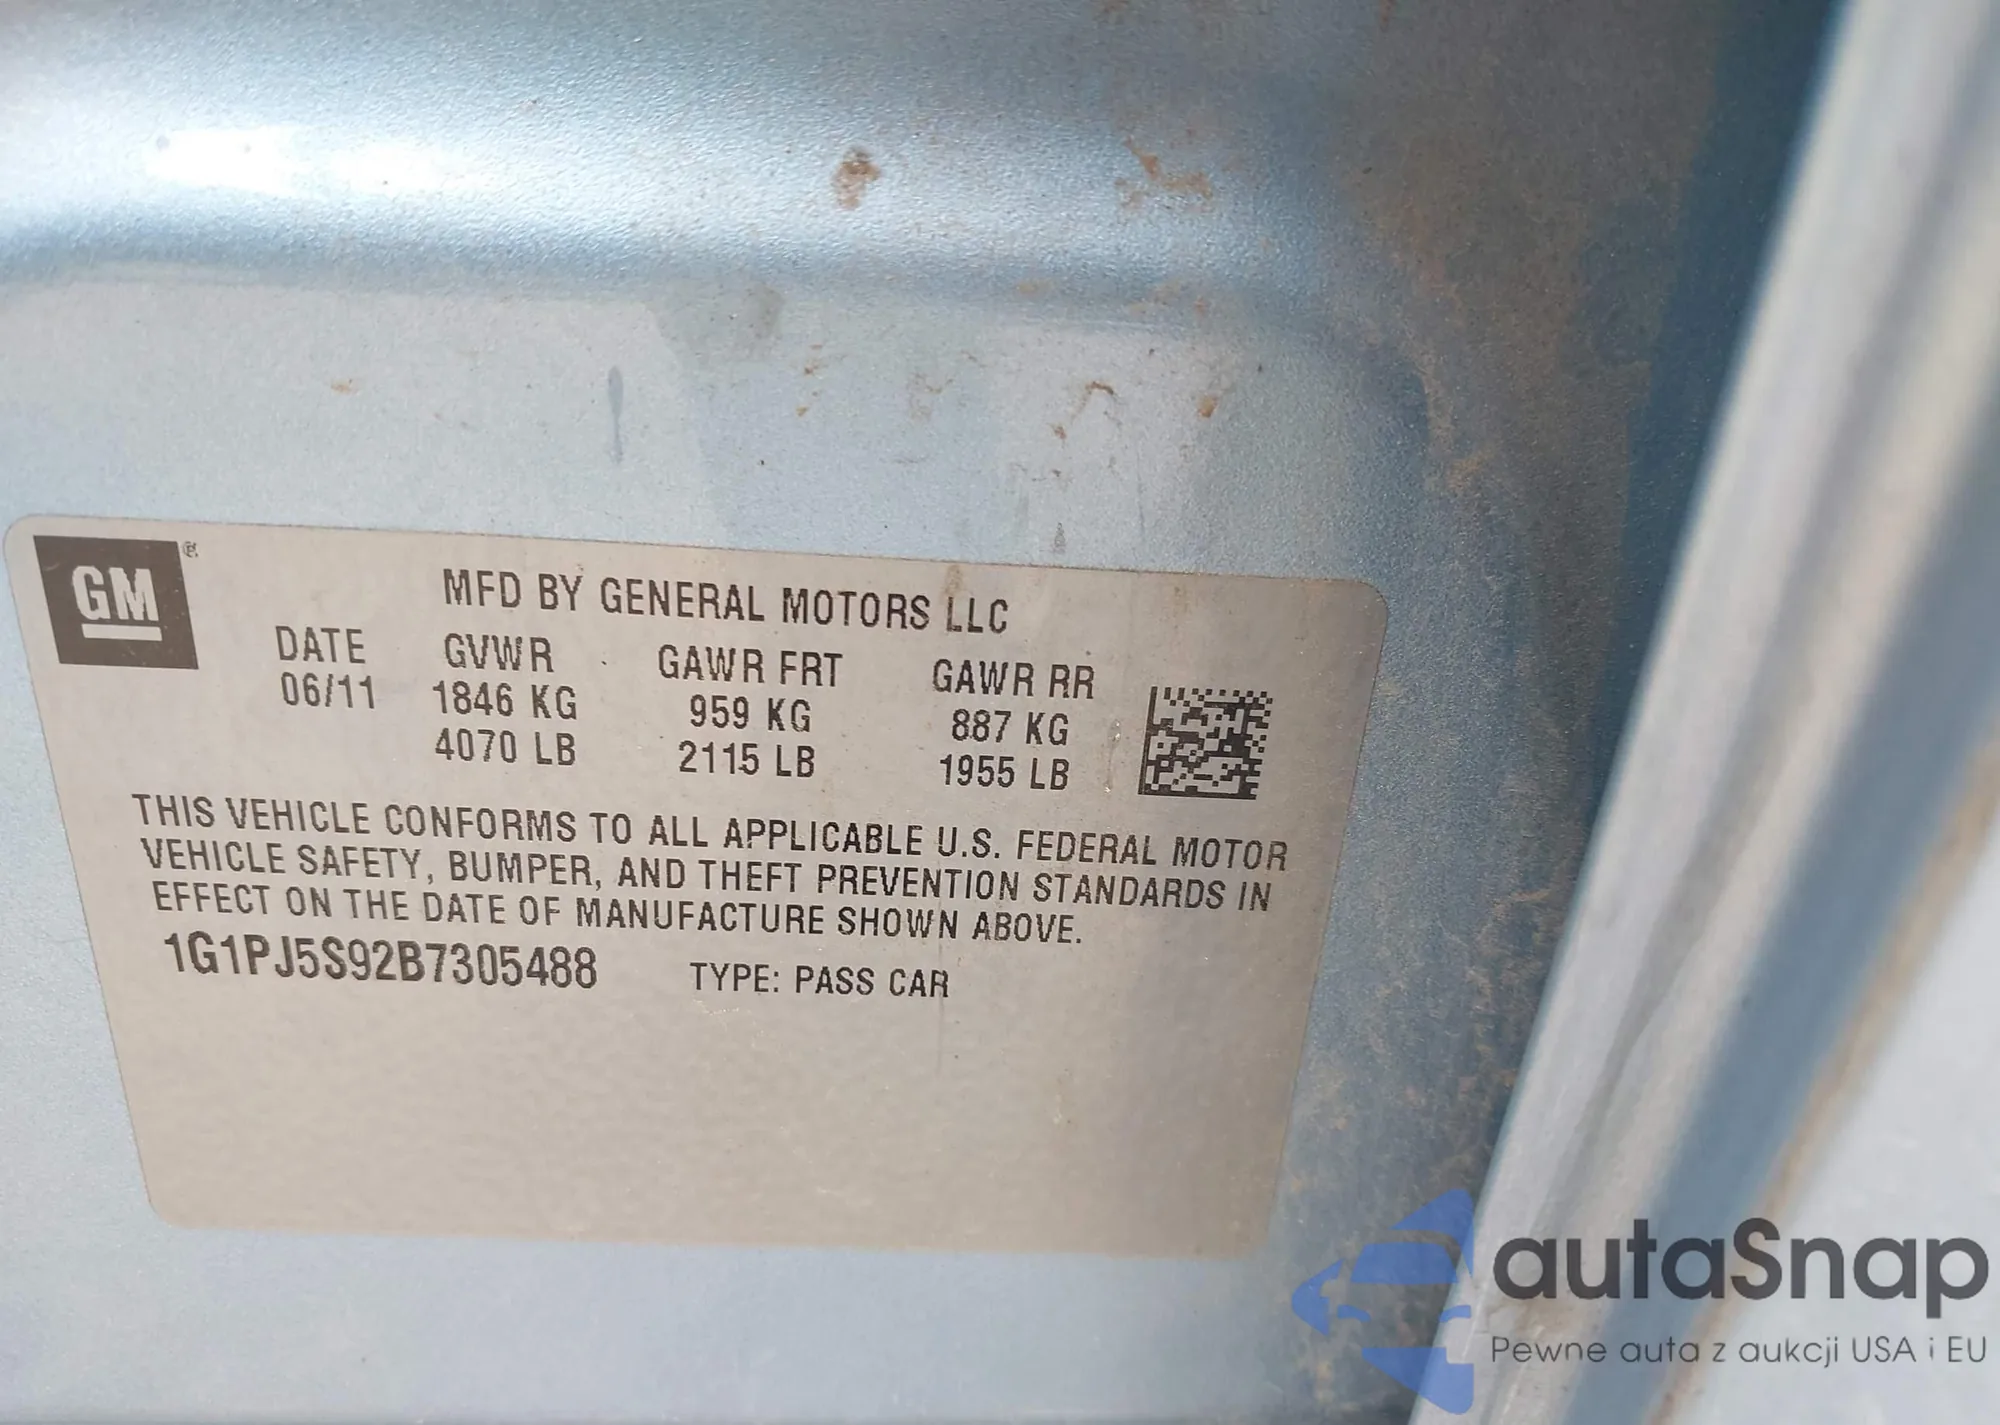 GM
MFD BY GENERAL MOTORS LLC
DATE GVWR GAWR FRT GAWR RR
06/11 1846 KG 959 KG 887 KG
4070 LB 2115 LB 1955 LB
THIS VEHICLE CONFORMS TO ALL APPLICABLE U.S. FEDERAL MOTOR
VEHICLE SAFETY, BUMPER, AND THEFT PREVENTION STANDARDS IN
EFFECT ON THE DATE OF MANUFACTURE SHOWN ABOVE.
1G1PJ5S92B7305488 TYPE: PASS CAR
autaSnap
Pewne auta z aukcji USA i EU